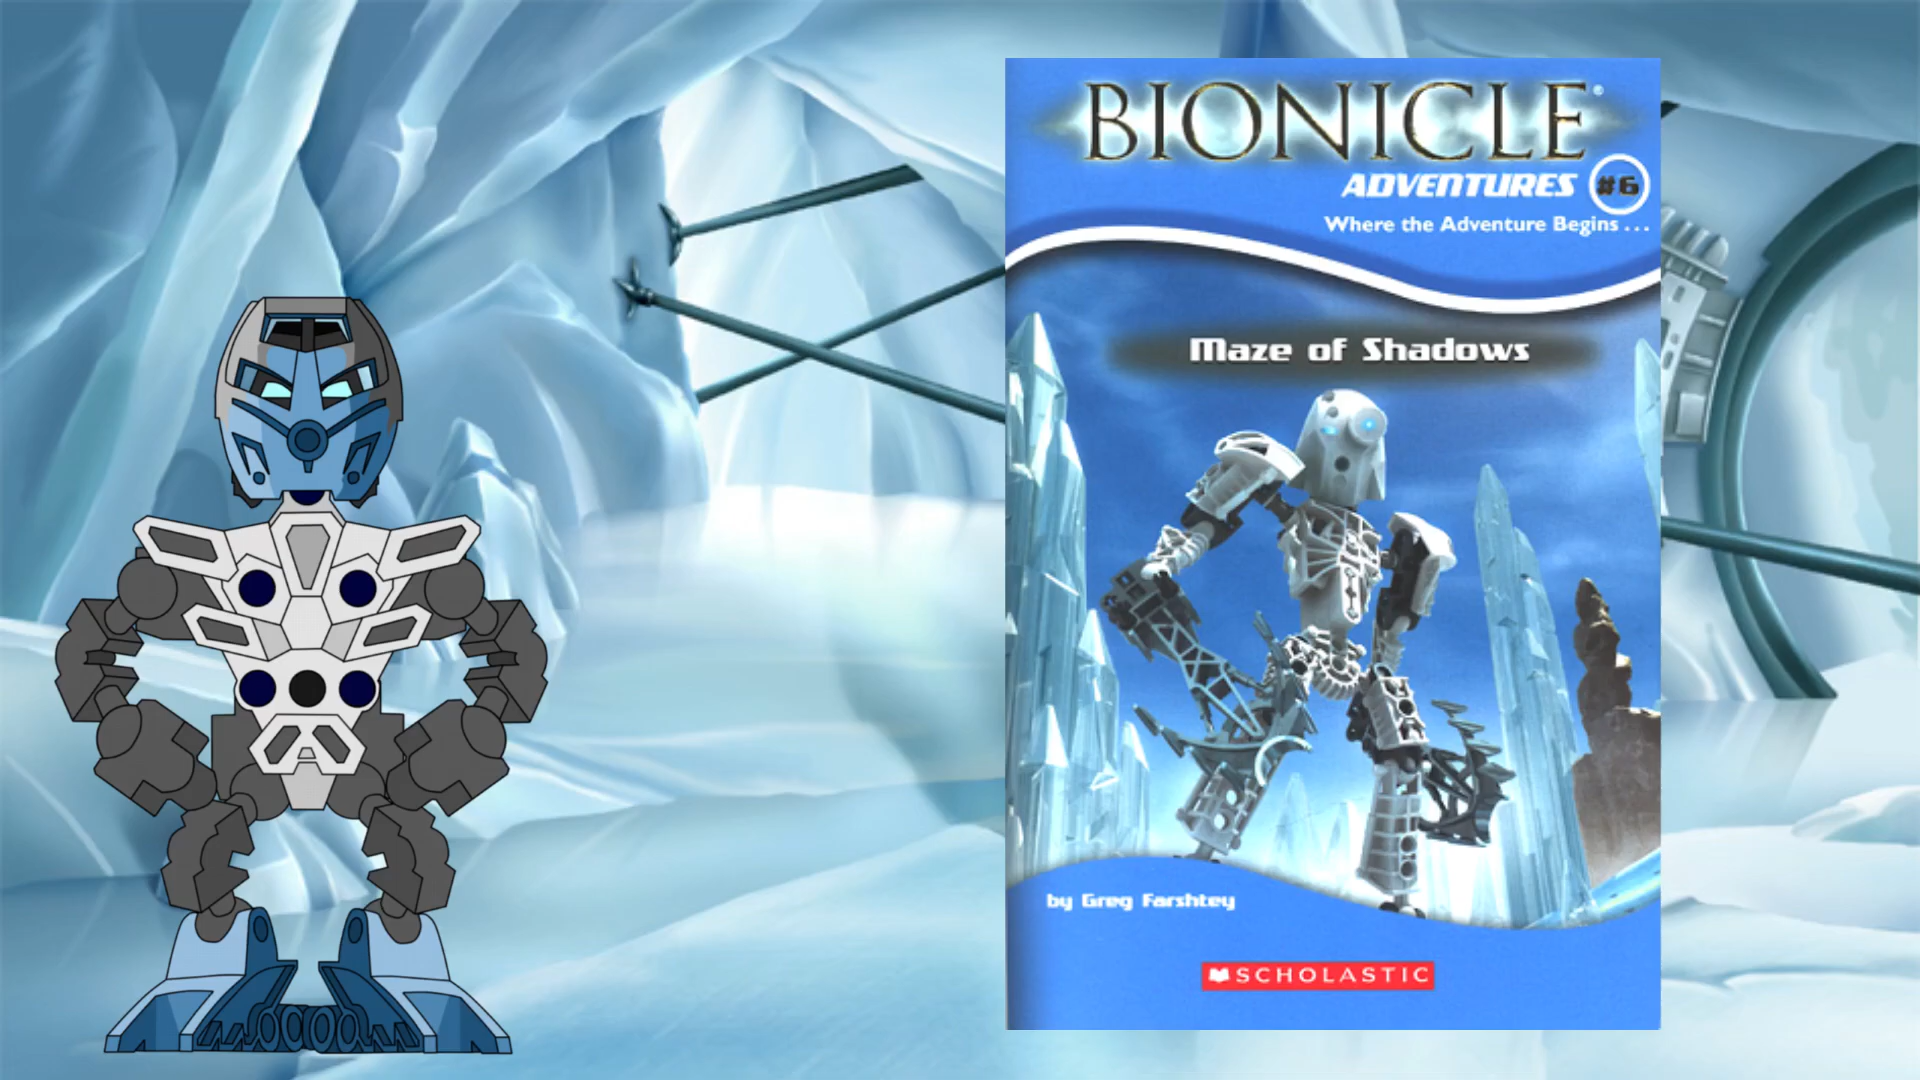 BIONICLE®
ADVENTURES #6
Where the Adventure Begins . . .
Maze of Shadows
by Greg Farshtey
SCHOLASTIC